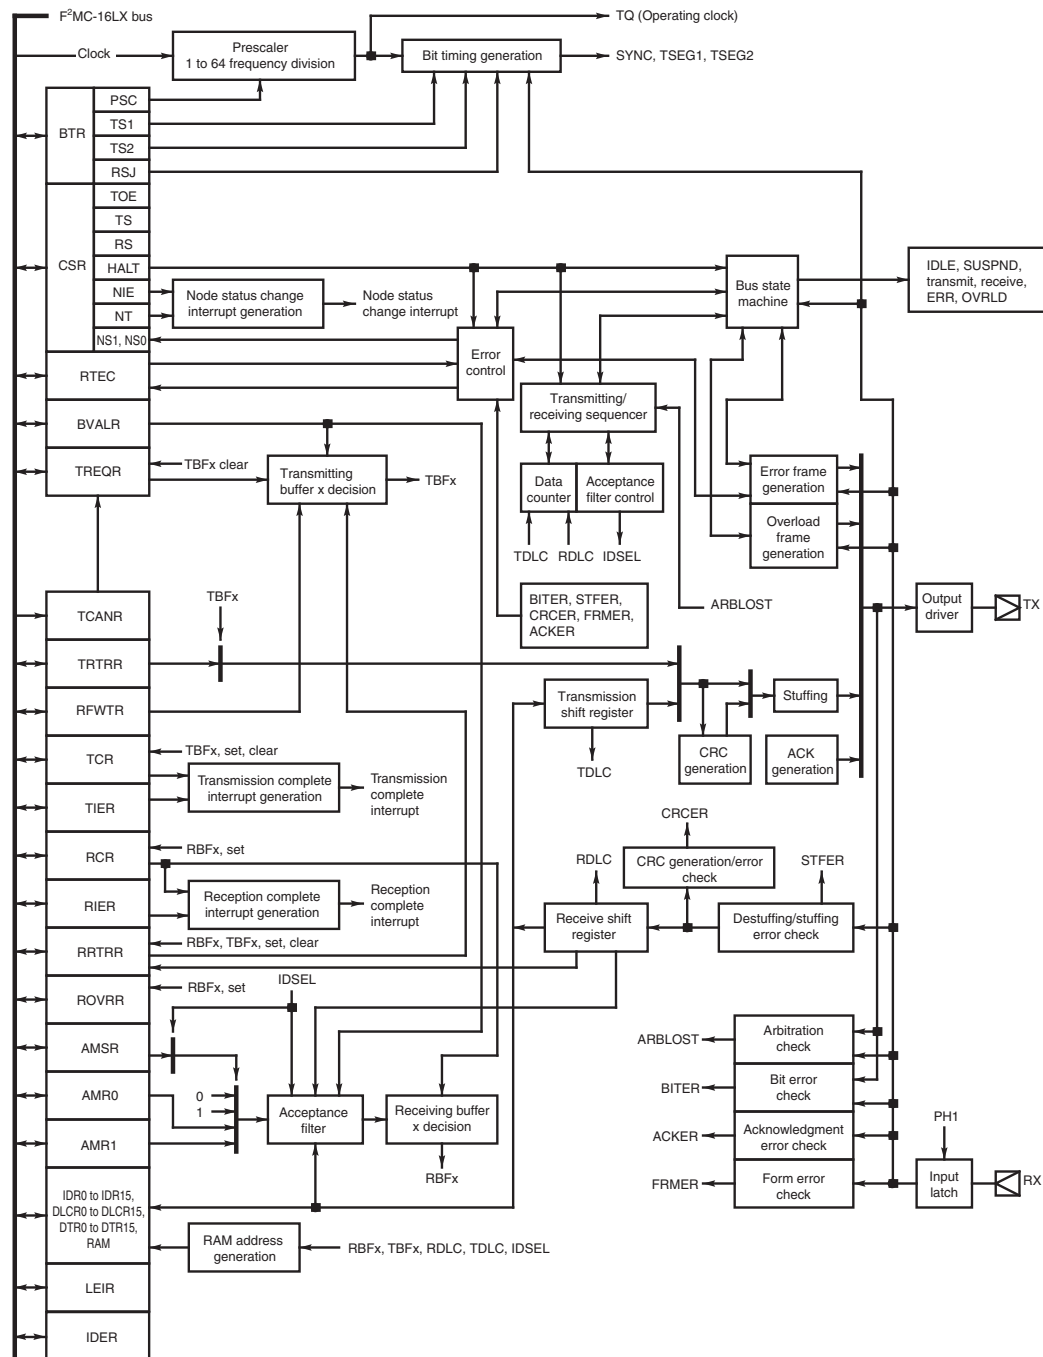 F²MC-16LX bus
TQ (Operating clock)
Clock
Prescaler
1 to 64 frequency division
Bit timing generation
SYNC, TSEG1, TSEG2
BTR
PSC
TS1
TS2
RSJ
CSR
TOE
TS
RS
HALT
NIE
NT
NS1, NS0
Node status change
interrupt generation
Node status
change interrupt
Bus state
machine
IDLE, SUSPND,
transmit, receive,
ERR, OVRLD
Error
control
RTEC
BVALR
TREQR
TBFx clear
Transmitting
buffer x decision
TBFx
Transmitting/
receiving sequencer
Data
counter
Acceptance
filter control
TDLC
RDLC
IDSEL
Error frame
generation
Overload
frame
generation
BITER, STFER,
CRCER, FRMER,
ACKER
ARBLOST
Output
driver
TX
TCANR
TBFx
TRTRR
RFWTR
Transmission
shift register
TDLC
CRC
generation
Stuffing
ACK
generation
TCR
TBFx, set, clear
TIER
Transmission complete
interrupt generation
Transmission
complete
interrupt
RCR
RBFx, set
RIER
Reception complete
interrupt generation
Reception
complete
interrupt
CRCER
RDLC
CRC generation/error
check
STFER
Receive shift
register
Destuffing/stuffing
error check
RRTRR
RBFx, TBFx, set, clear
ROVRR
RBFx, set
IDSEL
AMSR
AMR0
0
1
AMR1
Acceptance
filter
Receiving buffer
x decision
RBFx
ARBLOST
Arbitration
check
BITER
Bit error
check
ACKER
Acknowledgment
error check
FRMER
Form error
check
PH1
Input
latch
RX
IDR0 to IDR15,
DLCR0 to DLCR15,
DTR0 to DTR15,
RAM
RAM address
generation
RBFx, TBFx, RDLC, TDLC, IDSEL
LEIR
IDER